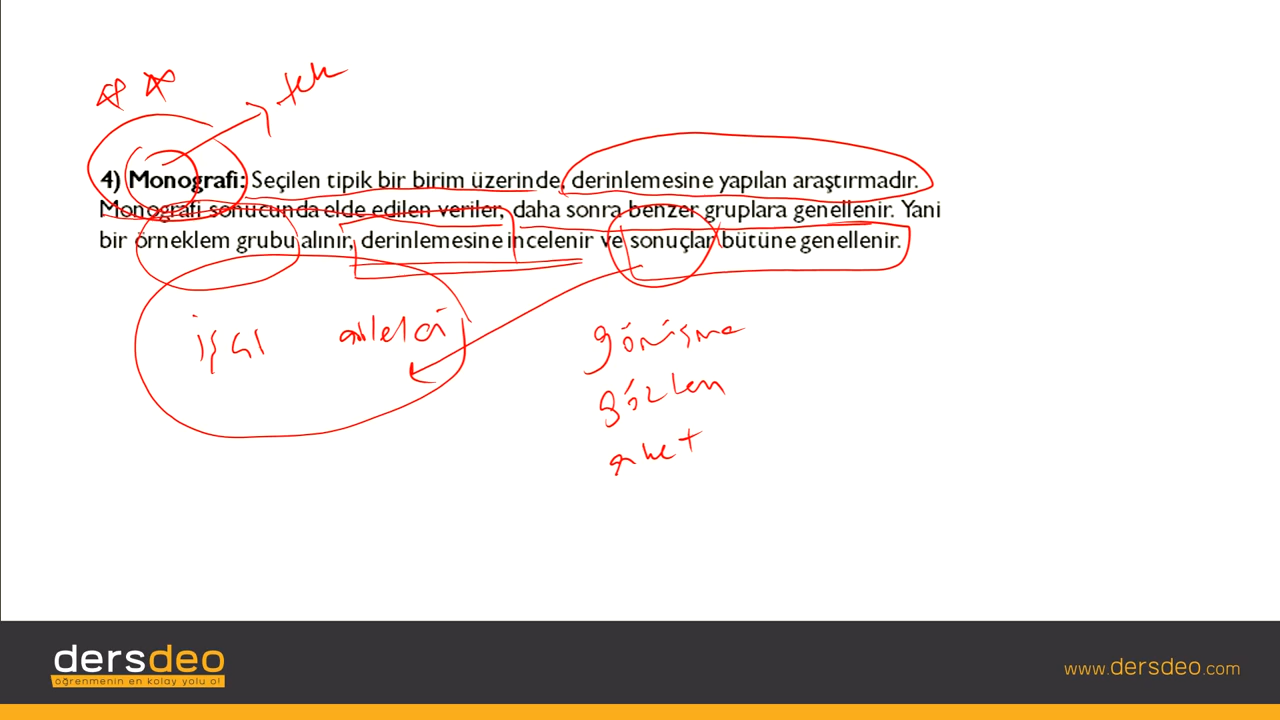 tek
4) Monografi: Seçilen tipik bir birim üzerinde, derinlemesine yapılan araştırmadır.
Monografi sonucunda elde edilen veriler, daha sonra benzer gruplara genellenir. Yani
bir örneklem grubu alınır, derinlemesine incelenir ve sonuçlar bütüne genellenir.
işçi aileleri
görüşme
gözlem
anket
dersdeo
öğrenmenin en kolay yolu o!
www.dersdeo.com